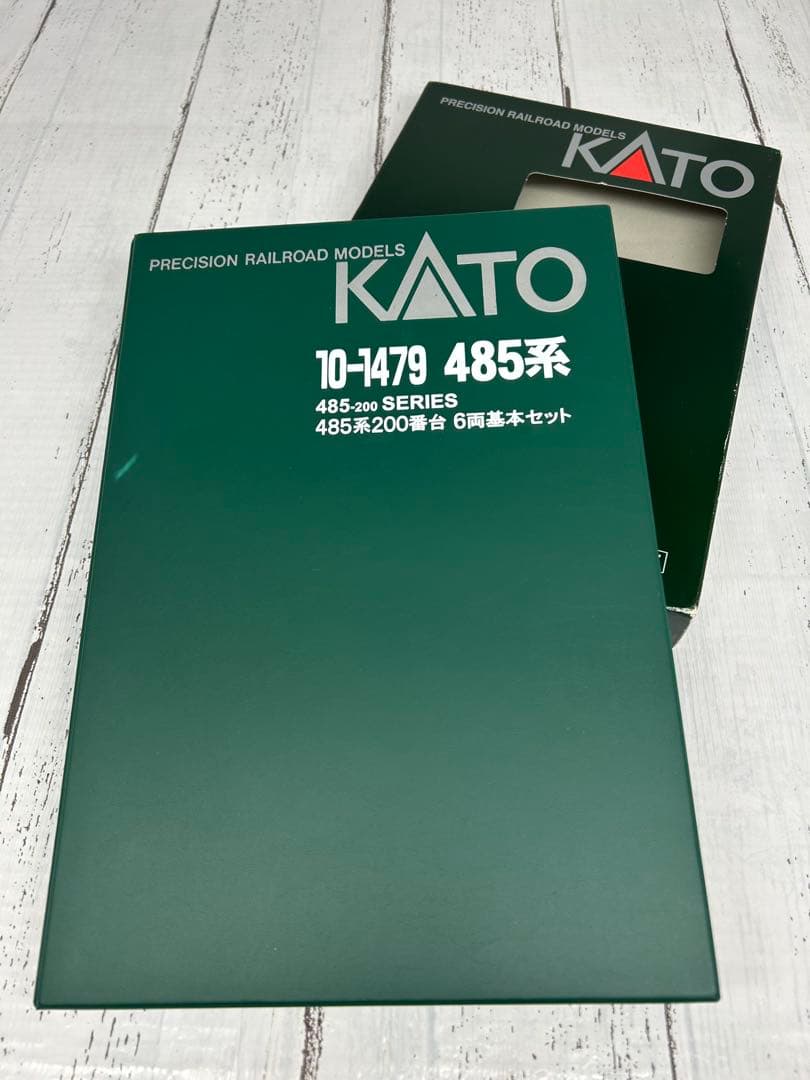 PRECISION RAILROAD MODELS
KATO
PRECISION RAILROAD MODELS
KATO
10-1479 485系
485-200 SERIES
485系200番台 6両基本セット